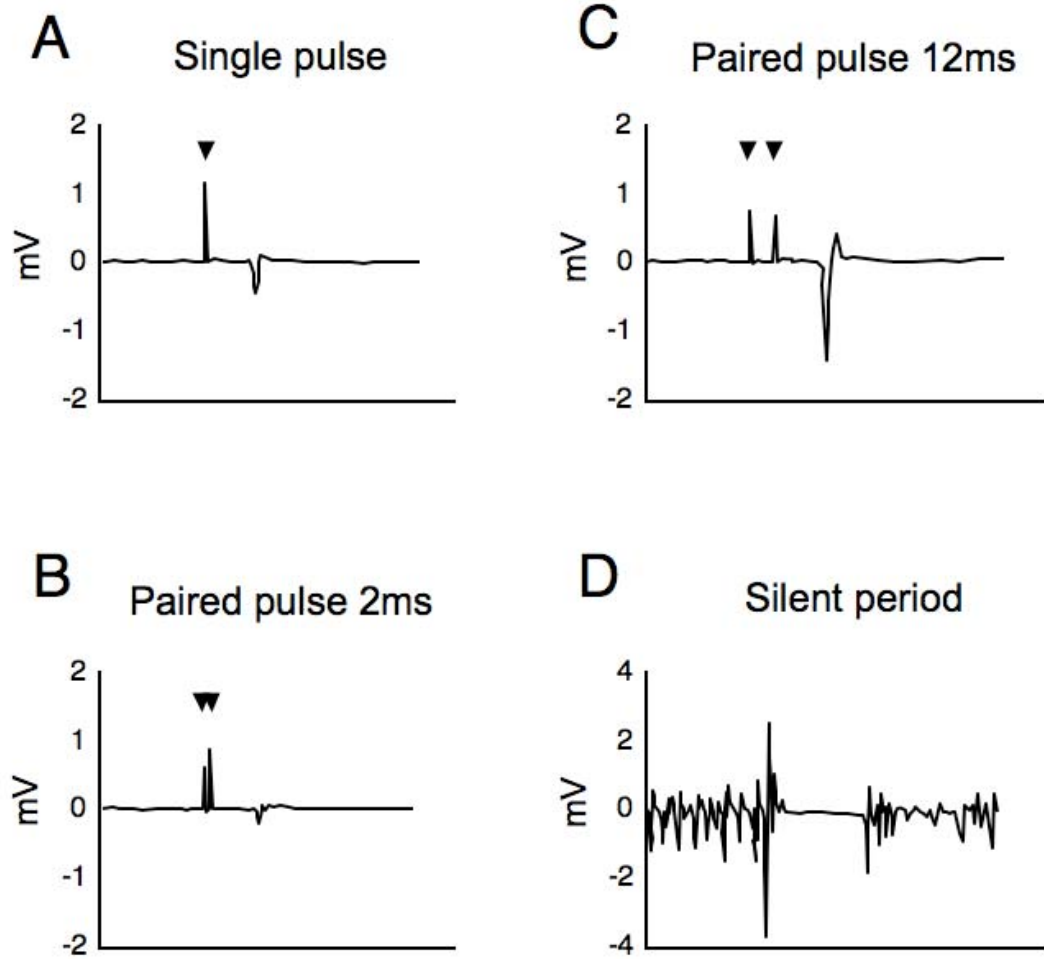 A
Single pulse
2
1
0
-1
-2
mV
C
Paired pulse 12ms
2
1
0
-1
-2
mV
B
Paired pulse 2ms
2
1
0
-1
-2
mV
D
Silent period
4
2
0
-2
-4
mV